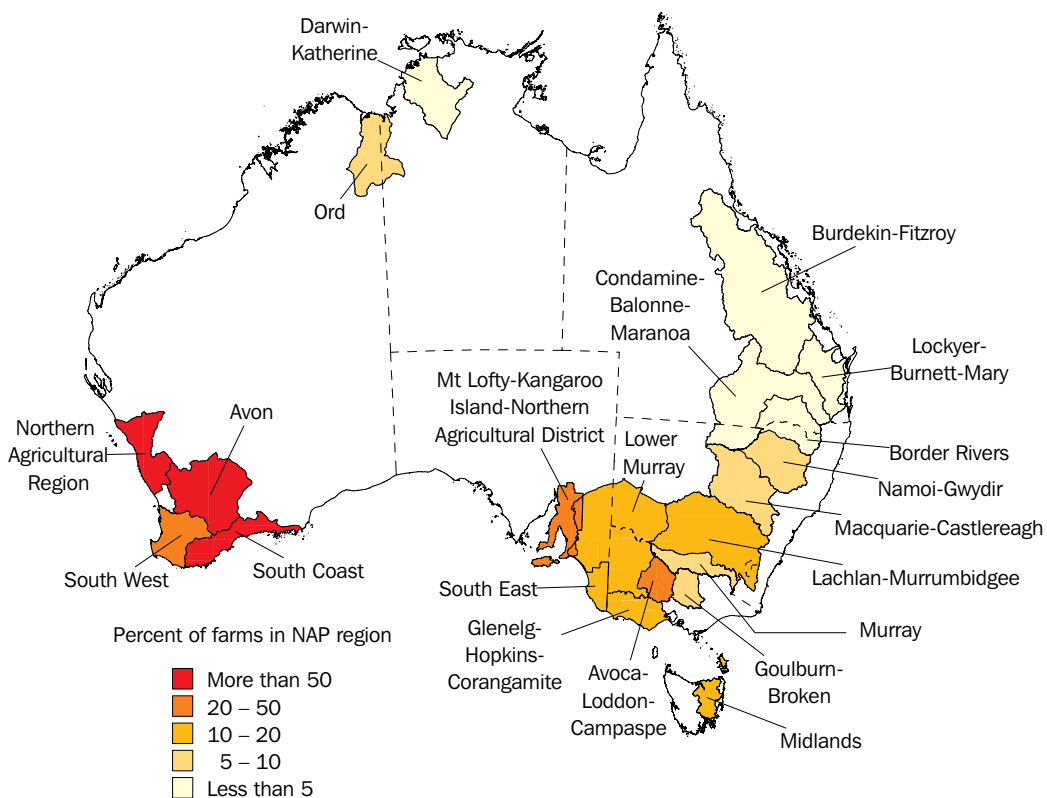 Darwin-
Katherine
Ord
Burdekin-Fitzroy
Condamine-
Balonne-
Maranoa
Lockyer-
Burnett-Mary
Mt Lofty-Kangaroo
Island-Northern
Agricultural District
Northern
Agricultural
Region
Avon
Lower
Murray
Border Rivers
Namoi-Gwydir
Macquarie-Castlereagh
South West
South Coast
South East
Lachlan-Murrumbidgee
Glenelg-
Hopkins-
Corangamite
Avoca-
Loddon-
Campaspe
Murray
Goulburn-
Broken
Midlands
Percent of farms in NAP region
More than 50
20 – 50
10 – 20
5 – 10
Less than 5